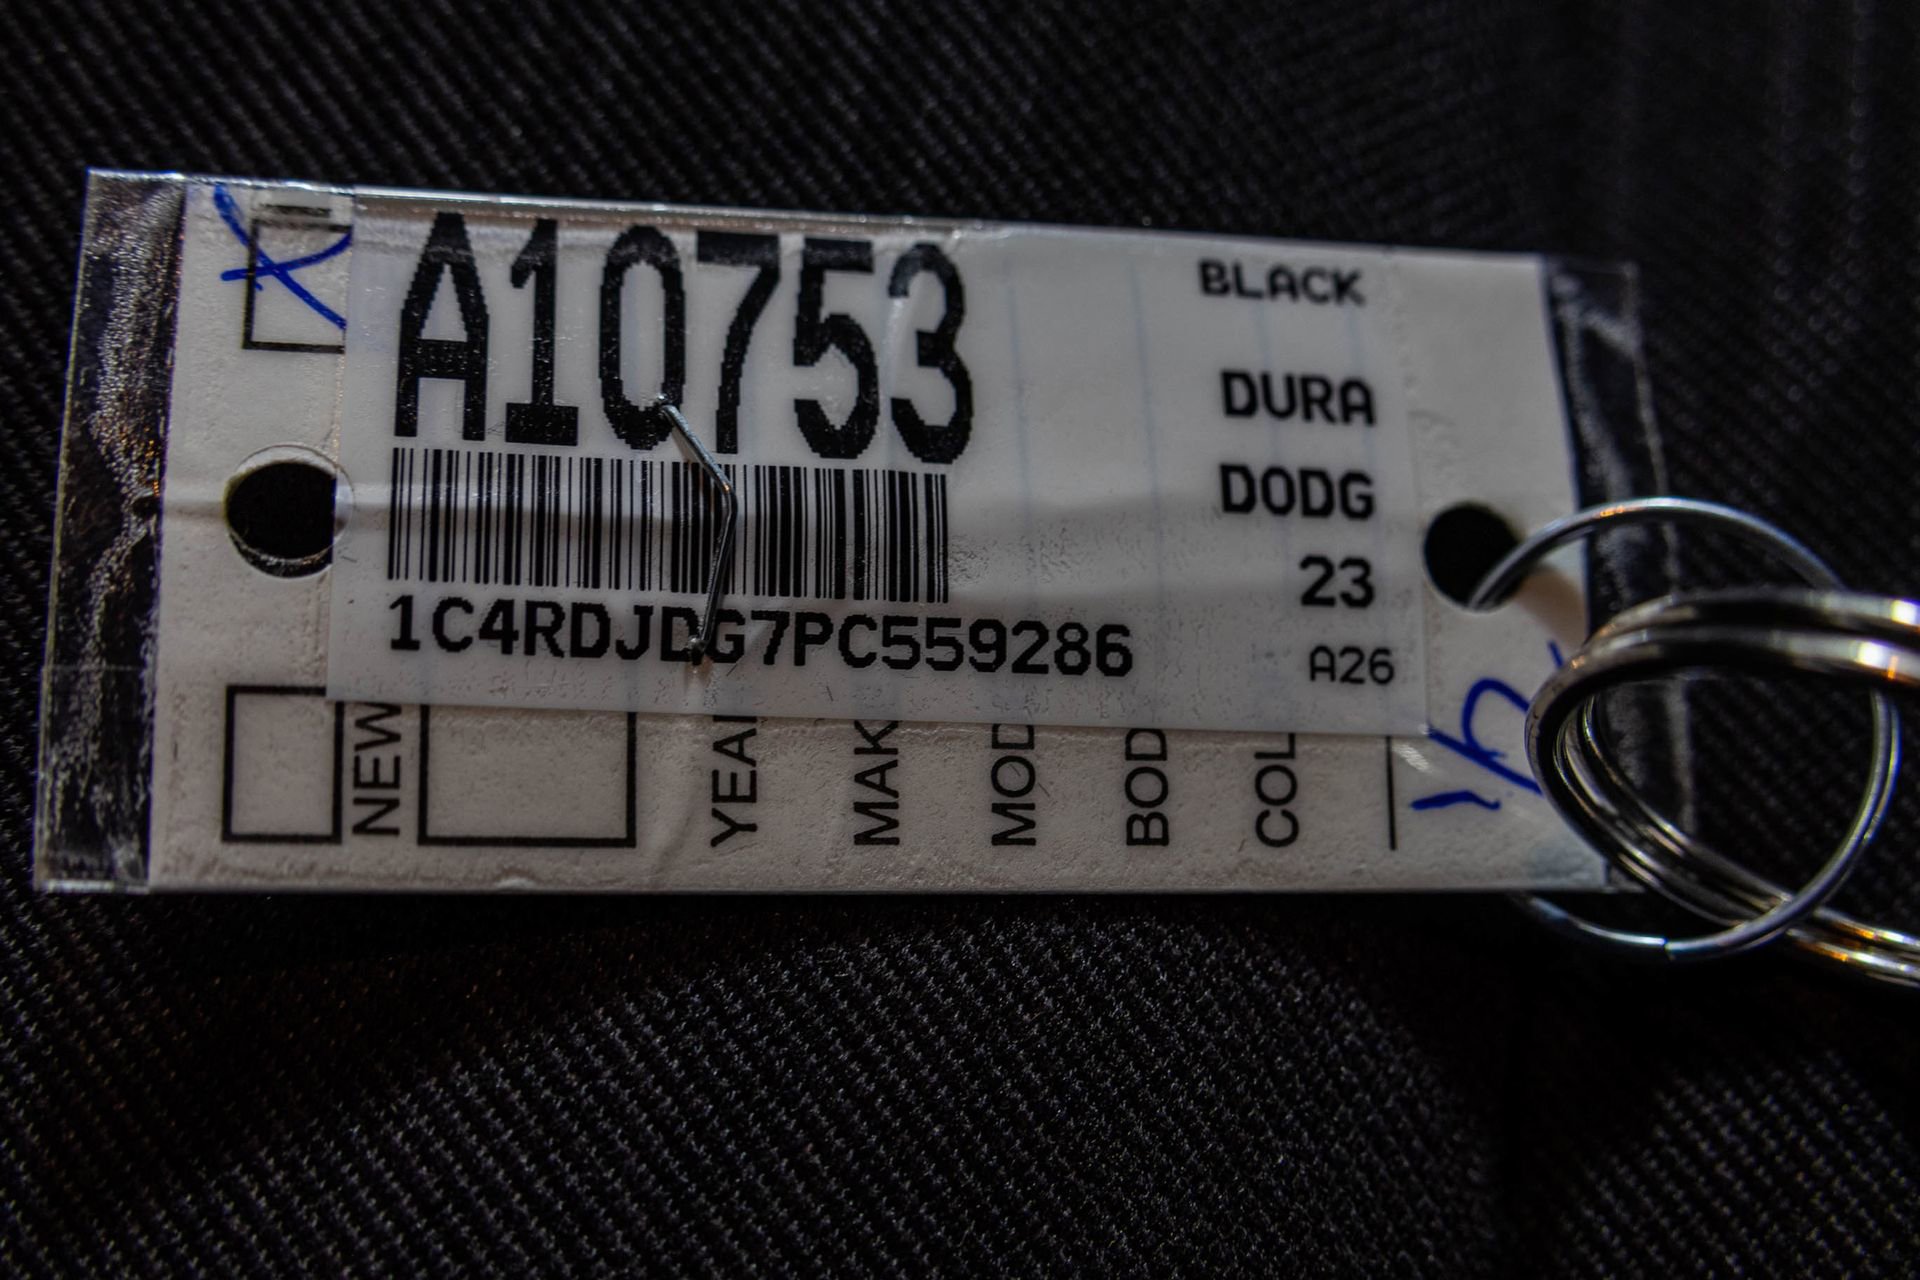 A10753
BLACK
DURA
DODG
23
1C4RDJDG7PC559286
A26
NEW
YEA
MAK
MOD
BOD
COL